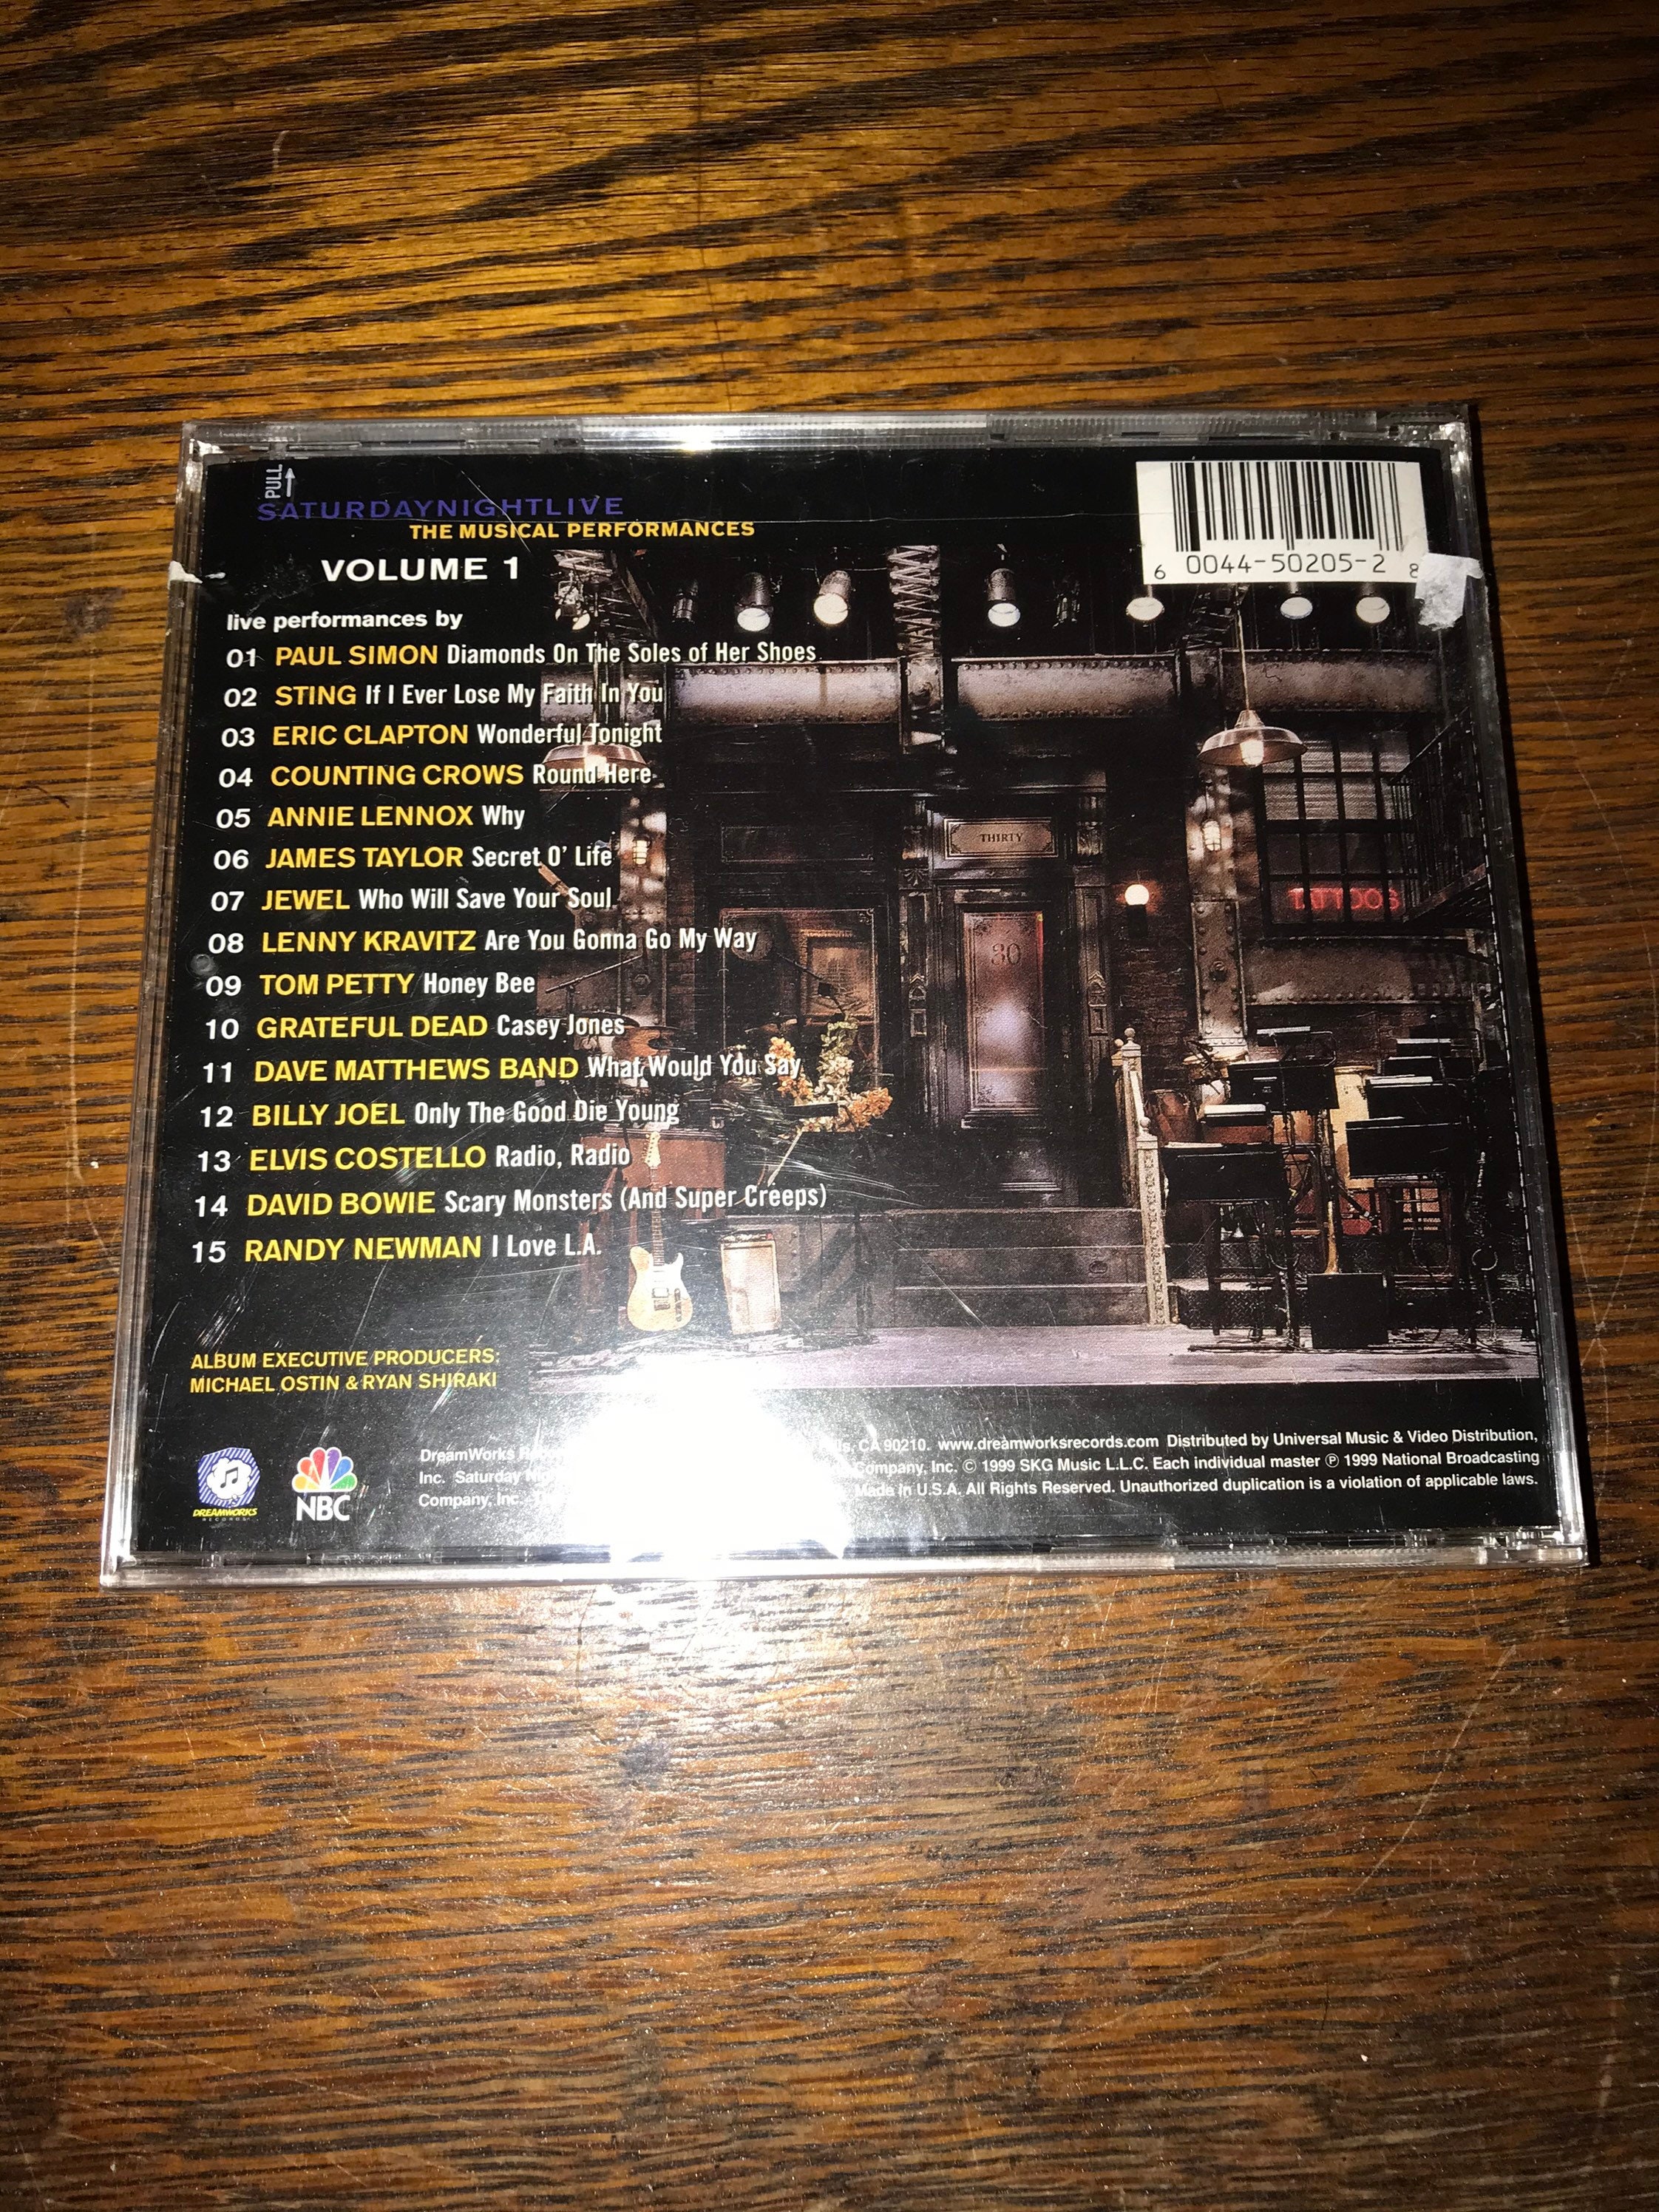 PULL
SATURDAYNIGHTLIVE
THE MUSICAL PERFORMANCES
VOLUME 1
6 0044-50205-2 8
live performances by
01 PAUL SIMON Diamonds On The Soles of Her Shoes
02 STING If I Ever Lose My Faith In You
03 ERIC CLAPTON Wonderful Tonight
04 COUNTING CROWS Round Here
05 ANNIE LENNOX Why
06 JAMES TAYLOR Secret O' Life
07 JEWEL Who Will Save Your Soul
08 LENNY KRAVITZ Are You Gonna Go My Way
09 TOM PETTY Honey Bee
10 GRATEFUL DEAD Casey Jones
11 DAVE MATTHEWS BAND What Would You Say
12 BILLY JOEL Only The Good Die Young
13 ELVIS COSTELLO Radio, Radio
14 DAVID BOWIE Scary Monsters (And Super Creeps)
15 RANDY NEWMAN I Love L.A.
THIRTY
30
TATTOOS
ALBUM EXECUTIVE PRODUCERS:
MICHAEL OSTIN & RYAN SHIRAKI
DREAMWORKS
RECORDS
NBC
DreamWorks CA 90210. www.dreamworksrecords.com Distributed by Universal Music & Video Distribution,
Inc. Saturday Company, Inc. © 1999 SKG Music L.L.C. Each individual master ℗ 1999 National Broadcasting
Company, Inc. Made in U.S.A. All Rights Reserved. Unauthorized duplication is a violation of applicable laws.